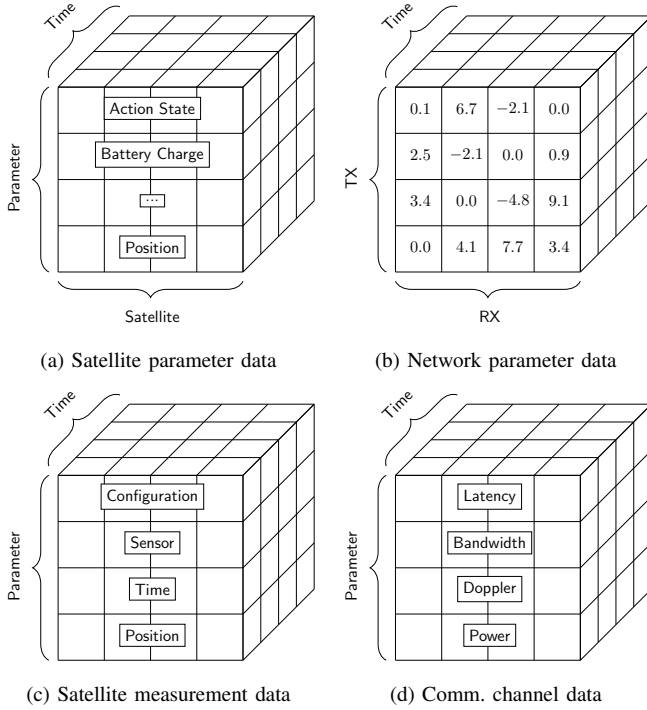 Time
Parameter
Action State
Battery Charge
...
Position
Satellite
(a) Satellite parameter data
Time
TX
0.1 6.7 −2.1 0.0
2.5 −2.1 0.0 0.9
3.4 0.0 −4.8 9.1
0.0 4.1 7.7 3.4
RX
(b) Network parameter data
Time
Parameter
Configuration
Sensor
Time
Position
(c) Satellite measurement data
Time
Parameter
Latency
Bandwidth
Doppler
Power
(d) Comm. channel data